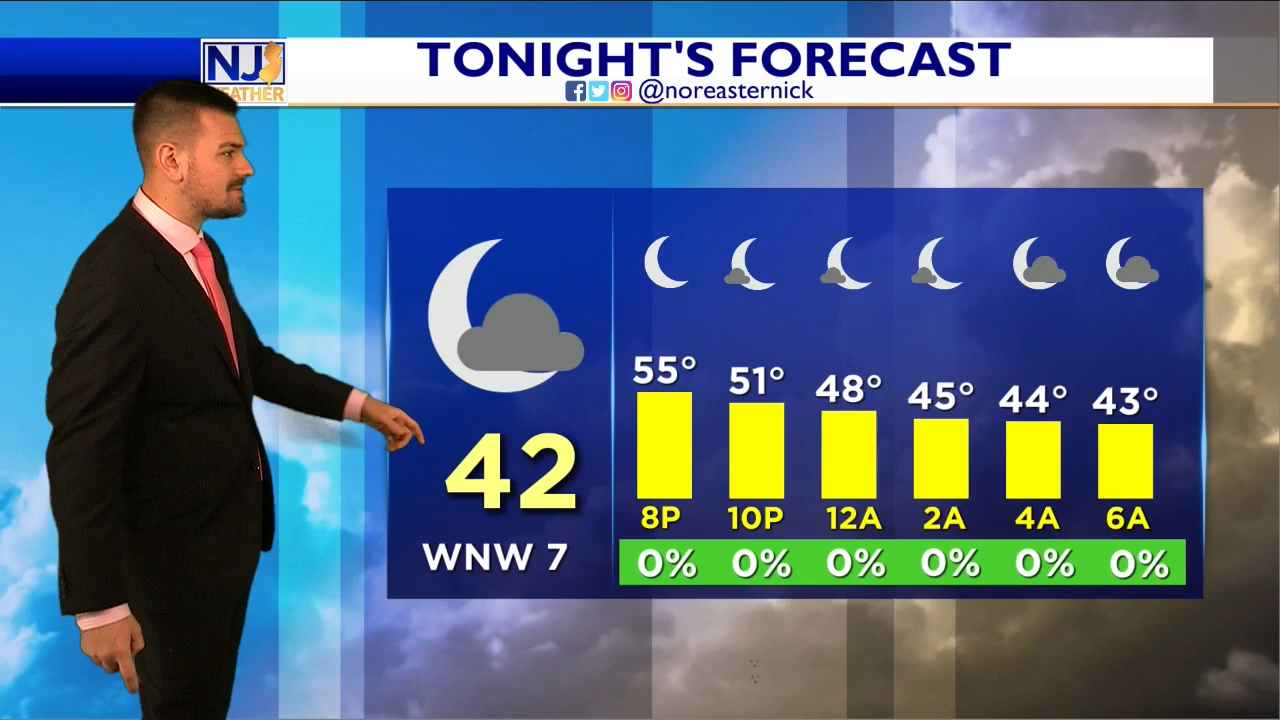 NJ
WEATHER
TONIGHT'S FORECAST
@noreasternick
42
WNW 7
55° 51° 48° 45° 44° 43°
8P 10P 12A 2A 4A 6A
0% 0% 0% 0% 0% 0%